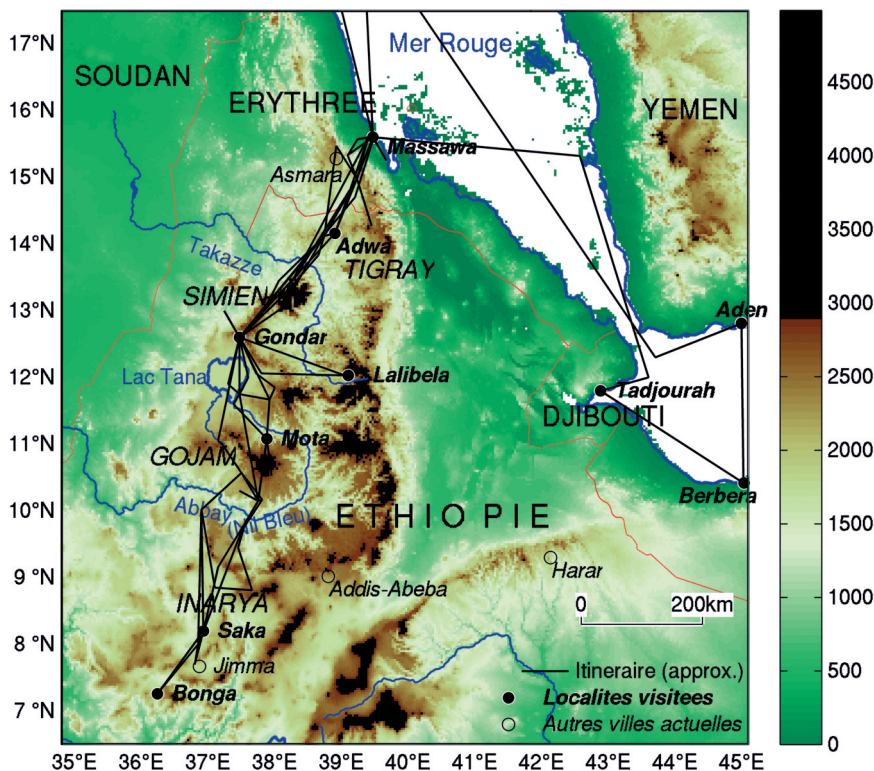 17°N
16°N
15°N
14°N
13°N
12°N
11°N
10°N
9 °N
8 °N
7 °N
35°E
36°E
37°E
38°E
39°E
40°E
41°E
42°E
43°E
44°E
45°E
SOUDAN
Mer Rouge
ERYTHREE
YEMEN
Massawa
Asmara
Adwa
Takazze
TIGRAY
SIMIEN
Gondar
Aden
Lac Tana
Lalibela
Tadjourah
DJIBOUTI
Mota
GOJAM
Berbera
Abbay
(Nil Bleu)
ETHIOPIE
Harar
Addis-Abeba
INARYA
0 200km
Saka
Jimma
Bonga
Itineraire (approx.)
Localites visitees
Autres villes actuelles
4500
4000
3500
3000
2500
2000
1500
1000
500
0